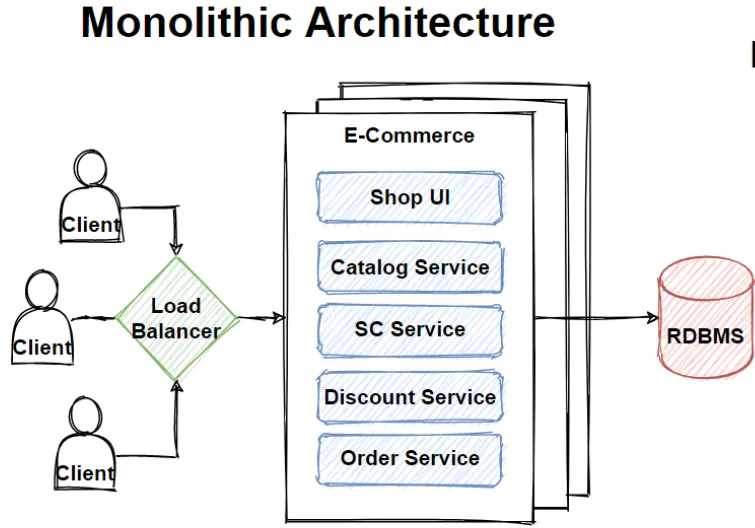 Monolithic Architecture
E-Commerce
Shop UI
Client
Catalog Service
Load
Balancer
SC Service
RDBMS
Client
Discount Service
Order Service
Client